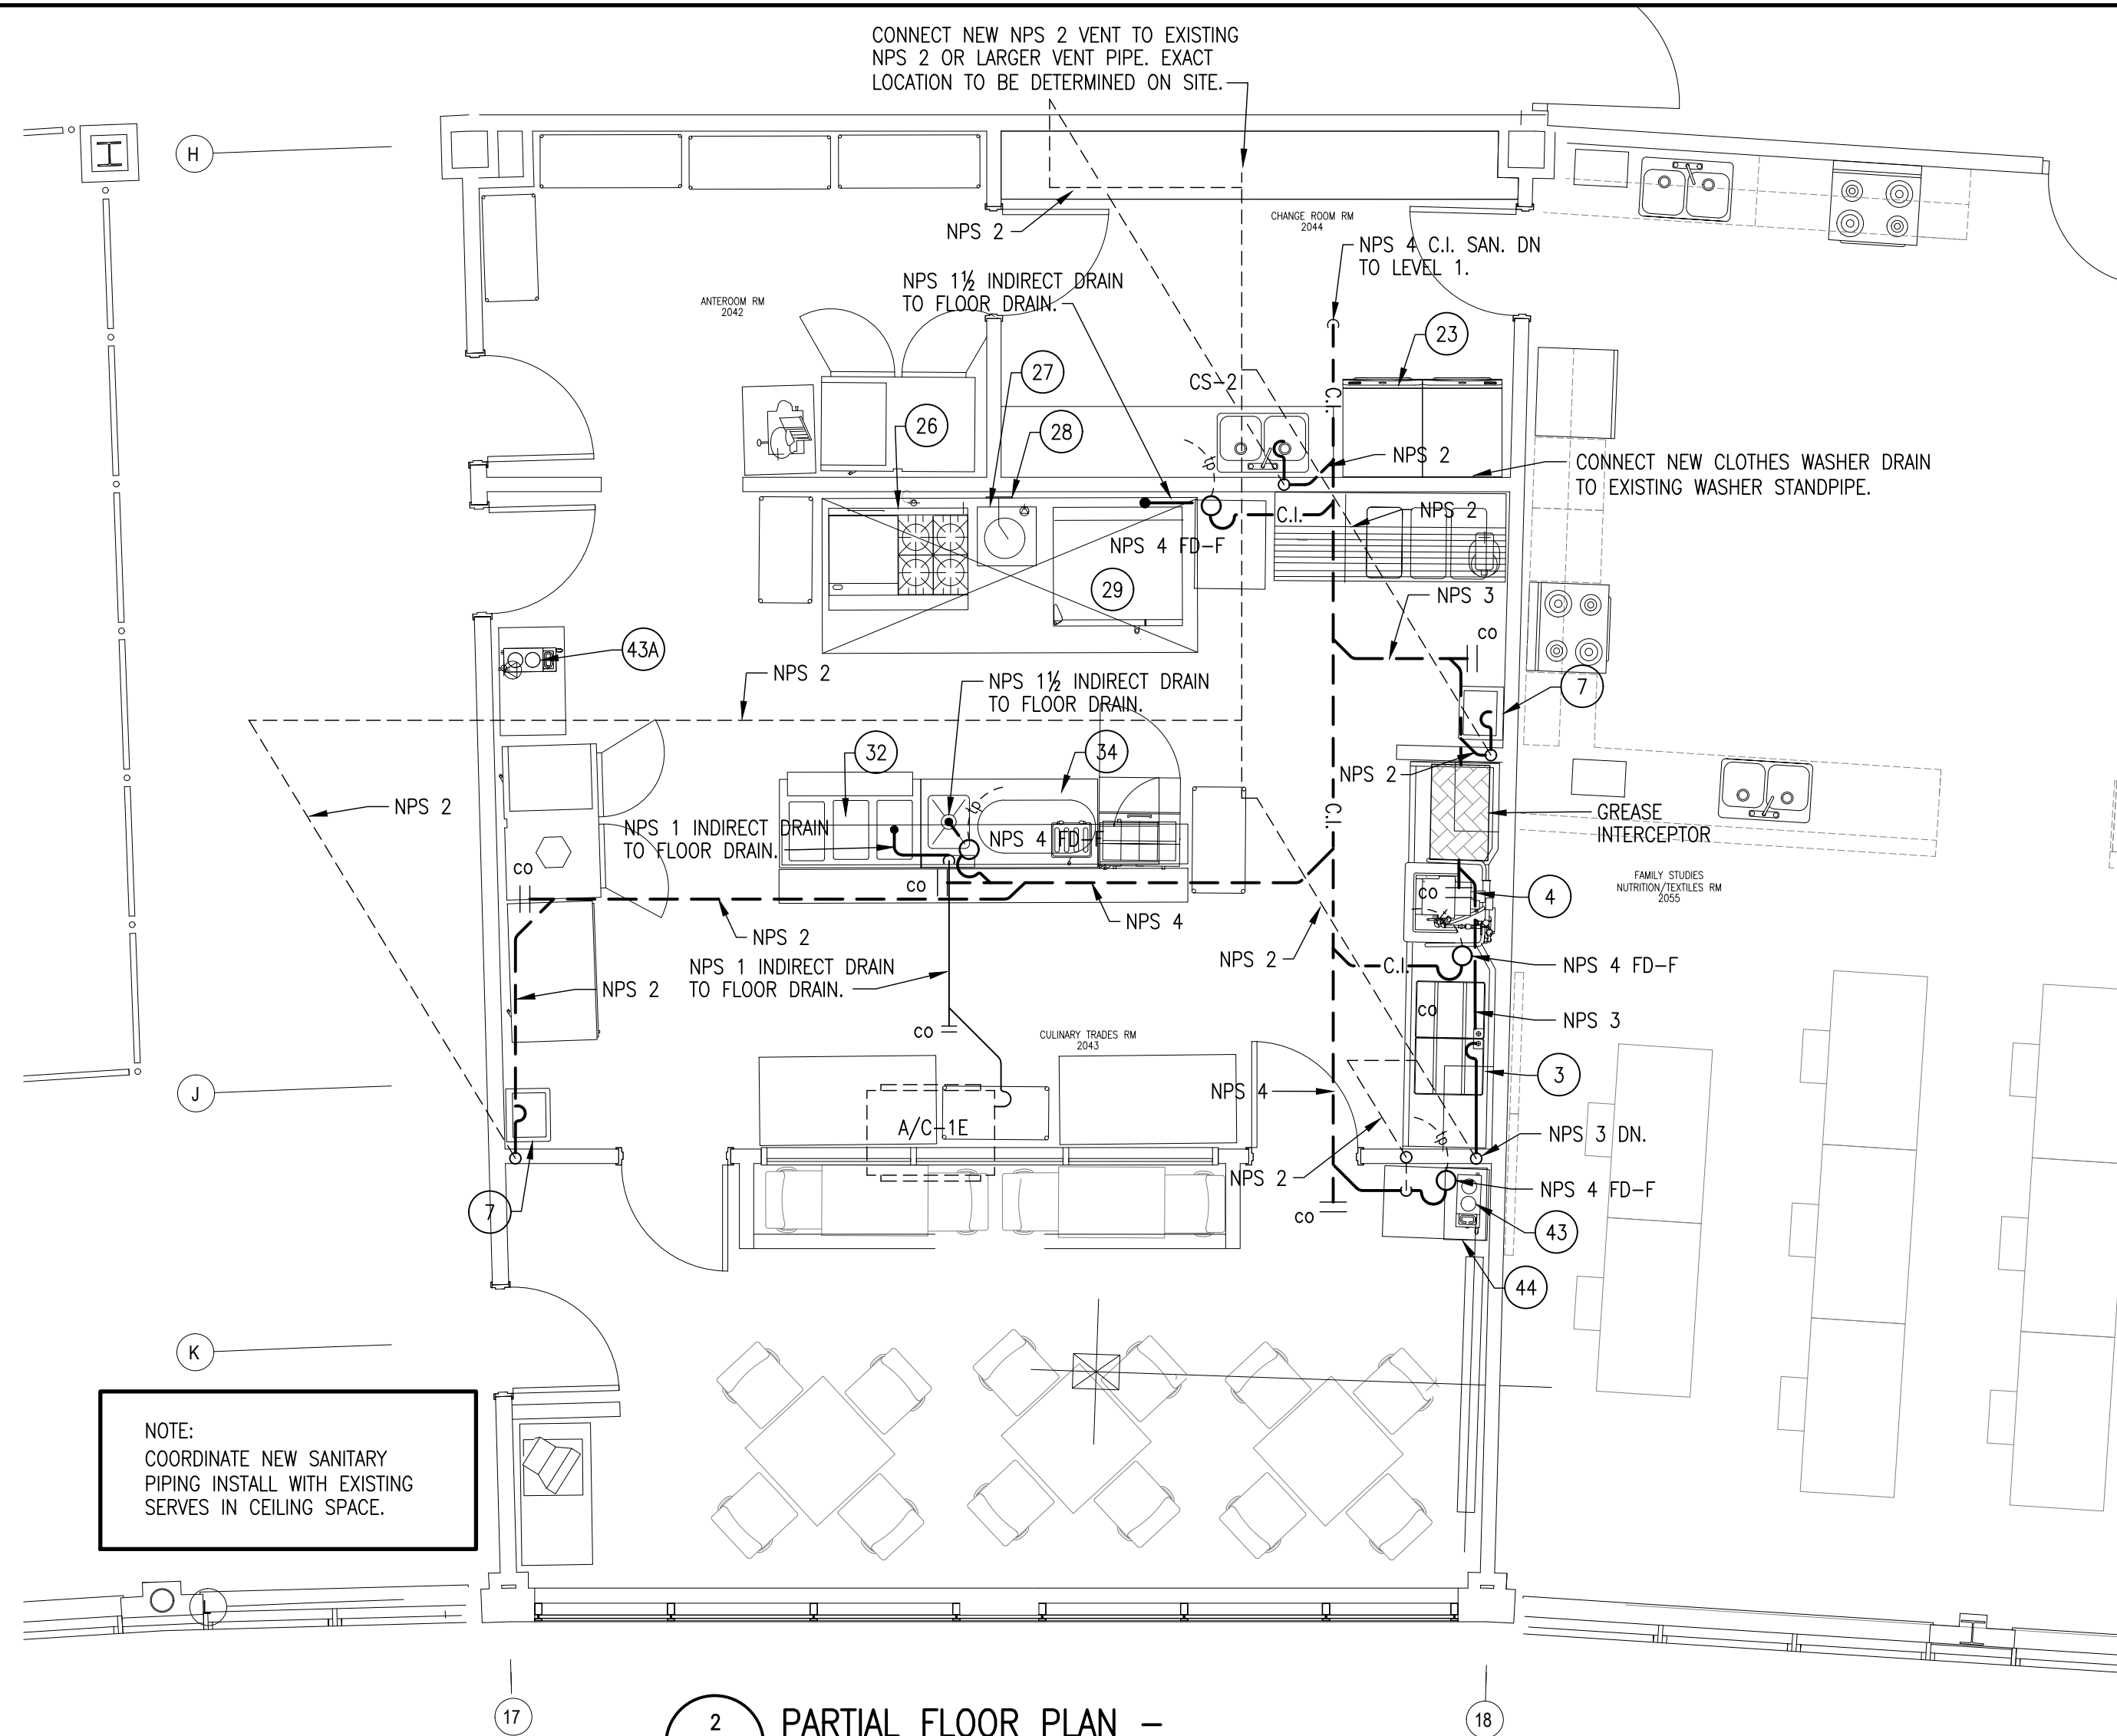 CONNECT NEW NPS 2 VENT TO EXISTING
NPS 2 OR LARGER VENT PIPE. EXACT
LOCATION TO BE DETERMINED ON SITE.
H
NPS 2
CHANGE ROOM RM
2044
NPS 4 C.I. SAN. DN
TO LEVEL 1.
NPS 1½ INDIRECT DRAIN
TO FLOOR DRAIN.
ANTEROOM RM
2042
23
27
CS-2
C.I.
26
28
NPS 2
CONNECT NEW CLOTHES WASHER DRAIN
TO EXISTING WASHER STANDPIPE.
tp
NPS 2
C.I.
NPS 4 FD-F
29
NPS 3
CO
43A
NPS 2
NPS 1½ INDIRECT DRAIN
TO FLOOR DRAIN.
7
32
34
NPS 2
NPS 2
tp
C.I.
GREASE
INTERCEPTOR
NPS 1 INDIRECT DRAIN
TO FLOOR DRAIN.
NPS 4 FD-F
CO
CO
FAMILY STUDIES
NUTRITION/TEXTILES RM
2055
CO
4
NPS 4
NPS 2
NPS 2
NPS 1 INDIRECT DRAIN
TO FLOOR DRAIN.
C.I.
NPS 4 FD-F
NPS 2
CO
NPS 3
CO
CULINARY TRADES RM
2043
3
J
NPS 4
A/C-1E
tp
NPS 3 DN.
NPS 2
NPS 4 FD-F
7
CO
43
44
K
NOTE:
COORDINATE NEW SANITARY
PIPING INSTALL WITH EXISTING
SERVES IN CEILING SPACE.
L
17
2
PARTIAL FLOOR PLAN –
18